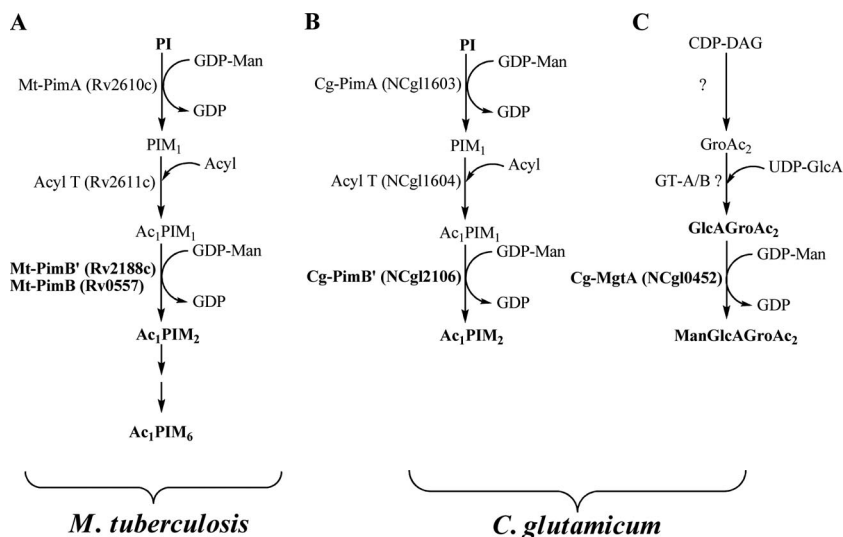 A
PI
GDP-Man
Mt-PimA (Rv2610c)
GDP
PIM₁
Acyl
Acyl T (Rv2611c)
Ac₁PIM₁
GDP-Man
Mt-PimB' (Rv2188c)
Mt-PimB (Rv0557)
GDP
Ac₁PIM₂
Ac₁PIM₆
M. tuberculosis
B
PI
GDP-Man
Cg-PimA (NCgl1603)
GDP
PIM₁
Acyl
Acyl T (NCgl1604)
Ac₁PIM₁
GDP-Man
Cg-PimB' (NCgl2106)
GDP
Ac₁PIM₂
C
CDP-DAG
?
GroAc₂
UDP-GlcA
GT-A/B ?
GlcAGroAc₂
GDP-Man
Cg-MgtA (NCgl0452)
GDP
ManGlcAGroAc₂
C. glutamicum